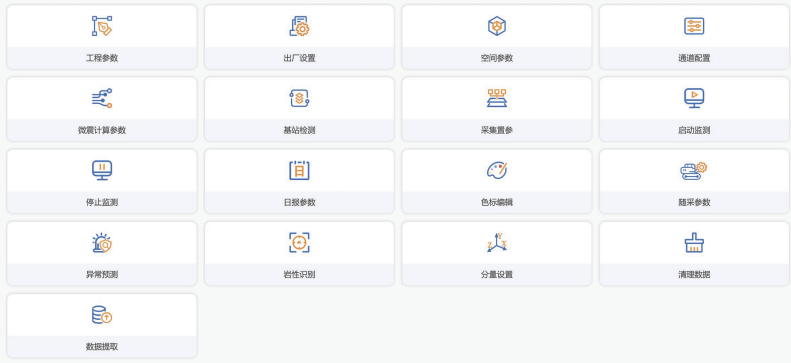 工程参数
出厂设置
空间参数
通道配置
微震计算参数
基站检测
采集置参
启动监测
停止监测
日报参数
色标编辑
随采参数
异常预测
岩性识别
分量设置
清理数据
数据提取